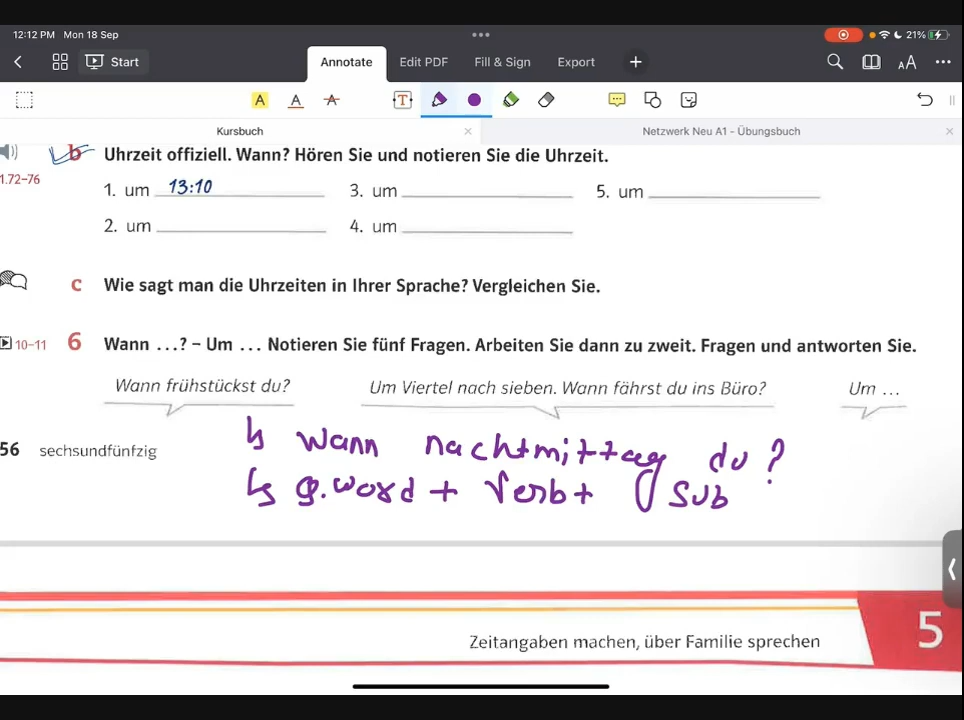 12:12 PM Mon 18 Sep
21%
Start
Annotate
Edit PDF
Fill & Sign
Export
AA
A A A T
Kursbuch
Netzwerk Neu A1 - Übungsbuch
b Uhrzeit offiziell. Wann? Hören Sie und notieren Sie die Uhrzeit.
1.72–76
1. um 13:10 3. um 5. um
2. um 4. um
c Wie sagt man die Uhrzeiten in Ihrer Sprache? Vergleichen Sie.
10–11 6 Wann …? – Um … Notieren Sie fünf Fragen. Arbeiten Sie dann zu zweit. Fragen und antworten Sie.
Wann frühstückst du? Um Viertel nach sieben. Wann fährst du ins Büro? Um …
↳ Wann nachtmittag du?
56 sechsundfünfzig
↳ Q.word + Verb + Sub
5
Zeitangaben machen, über Familie sprechen